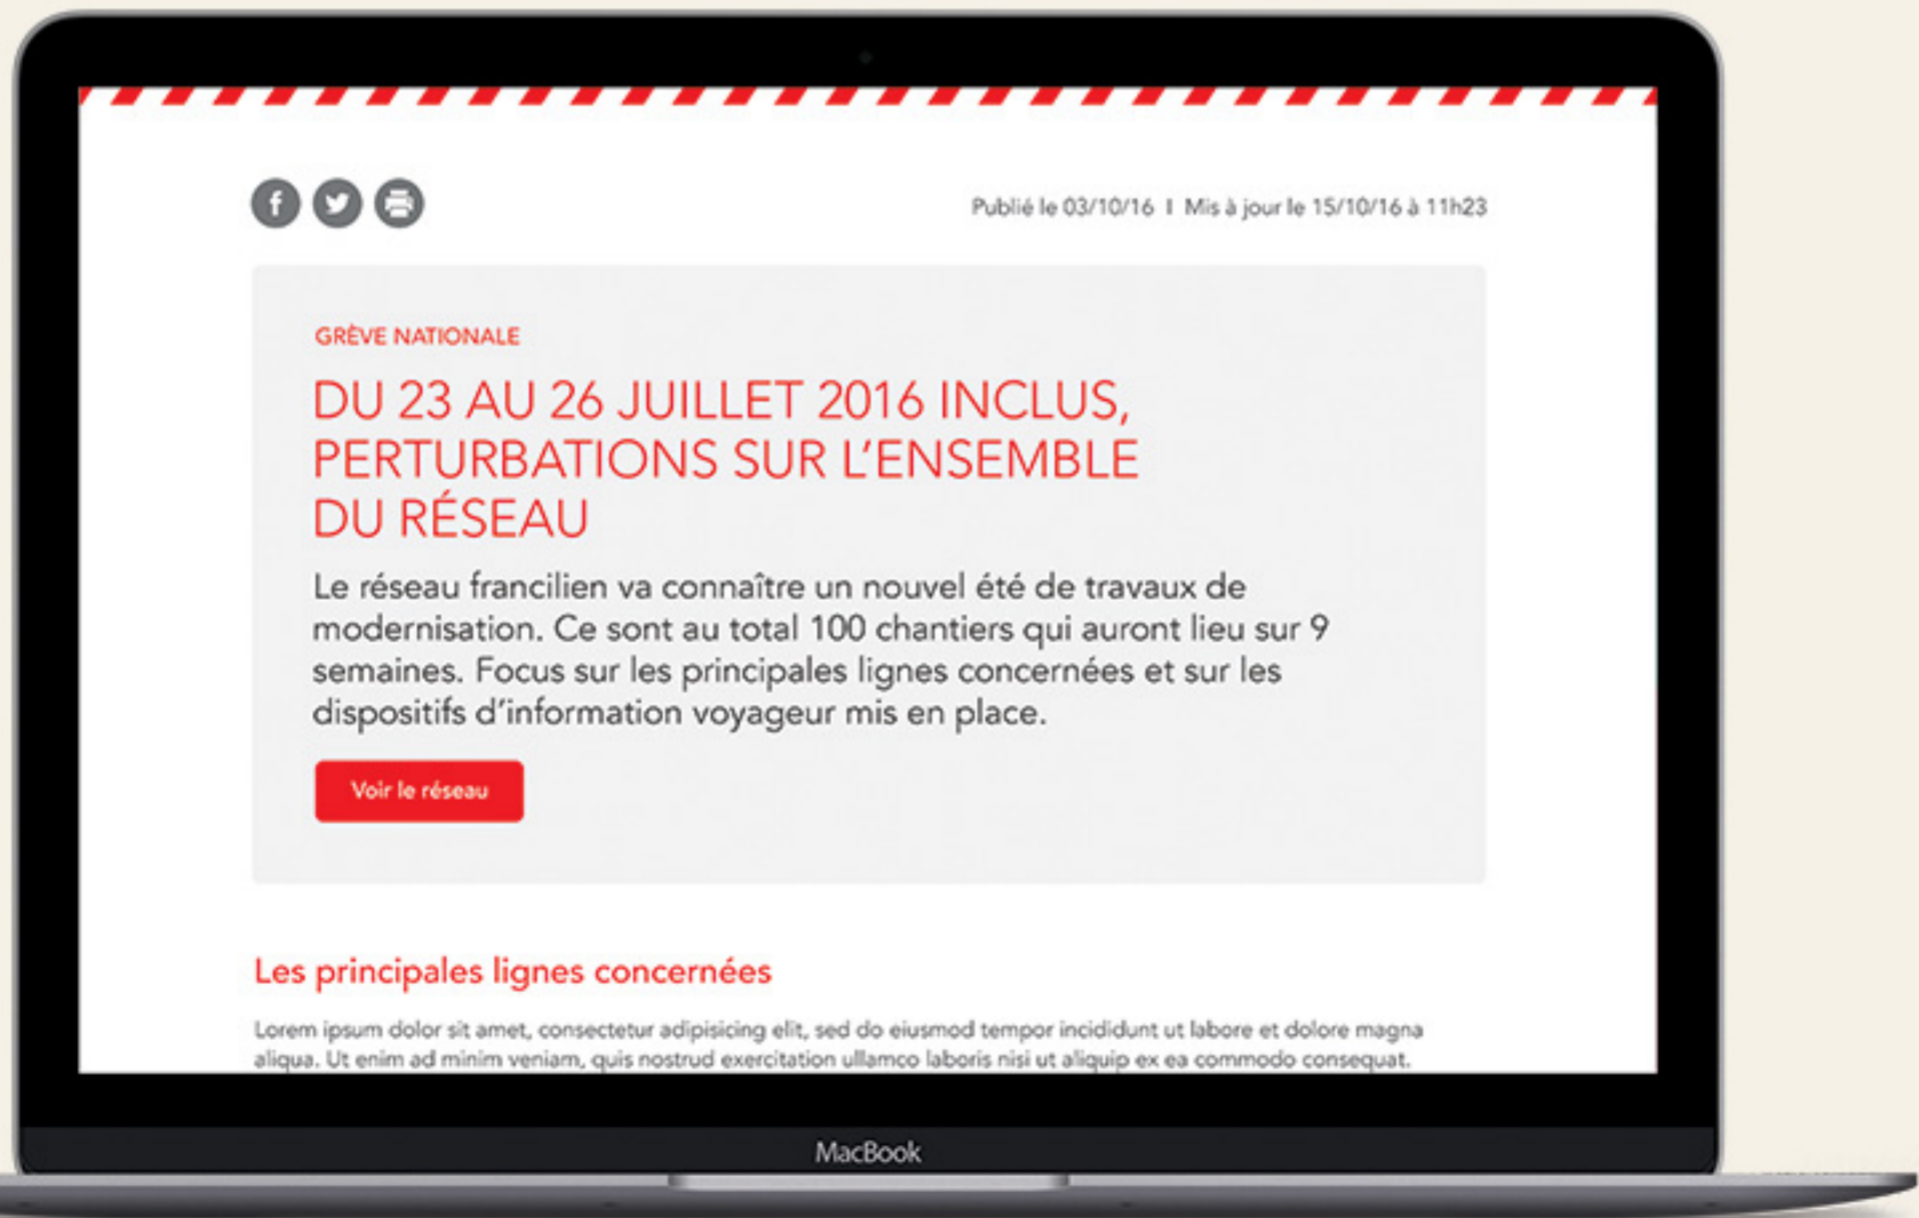 Publié le 03/10/16 I Mis à jour le 15/10/16 à 11h23
GRÈVE NATIONALE
DU 23 AU 26 JUILLET 2016 INCLUS,
PERTURBATIONS SUR L’ENSEMBLE
DU RÉSEAU
Le réseau francilien va connaître un nouvel été de travaux de
modernisation. Ce sont au total 100 chantiers qui auront lieu sur 9
semaines. Focus sur les principales lignes concernées et sur les
dispositifs d’information voyageur mis en place.
Voir le réseau
Les principales lignes concernées
Lorem ipsum dolor sit amet, consectetur adipisicing elit, sed do eiusmod tempor incididunt ut labore et dolore magna
aliqua. Ut enim ad minim veniam, quis nostrud exercitation ullamco laboris nisi ut aliquip ex ea commodo consequat.
MacBook